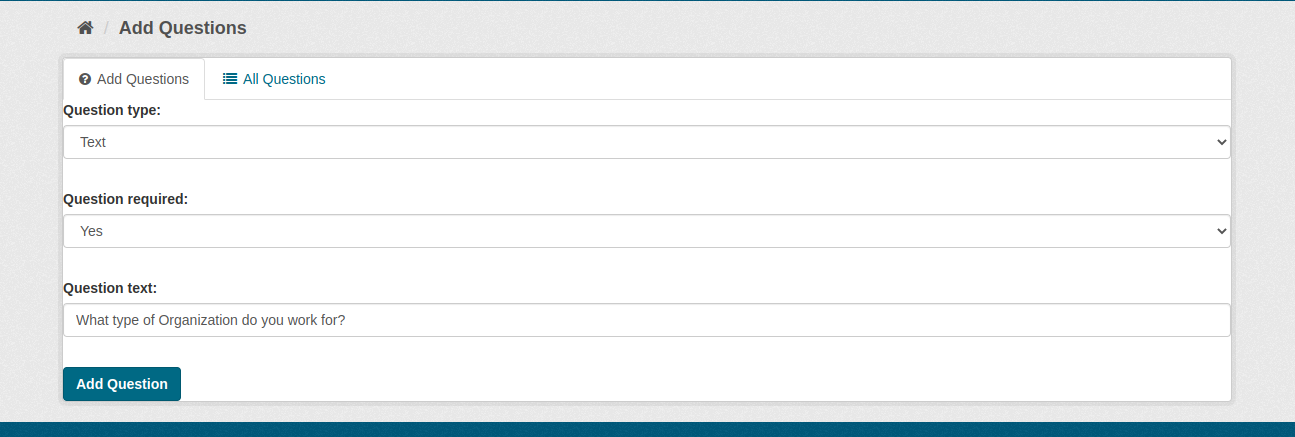 / Add Questions
Add Questions All Questions
Question type:
Text
Question required:
Yes
Question text:
What type of Organization do you work for?
Add Question